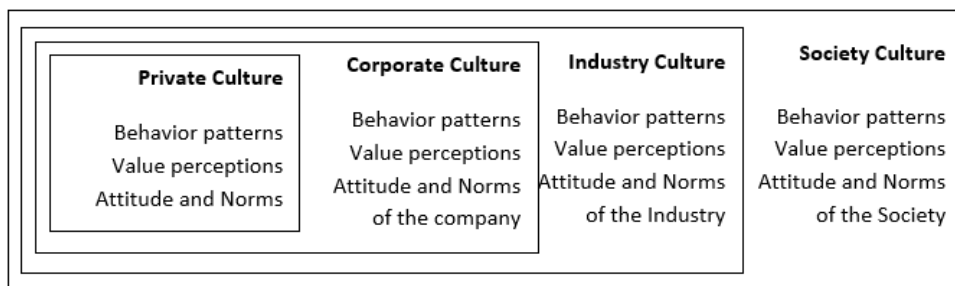 Private Culture
Behavior patterns
Value perceptions
Attitude and Norms
Corporate Culture
Behavior patterns
Value perceptions
Attitude and Norms
of the company
Industry Culture
Behavior patterns
Value perceptions
Attitude and Norms
of the Industry
Society Culture
Behavior patterns
Value perceptions
Attitude and Norms
of the Society